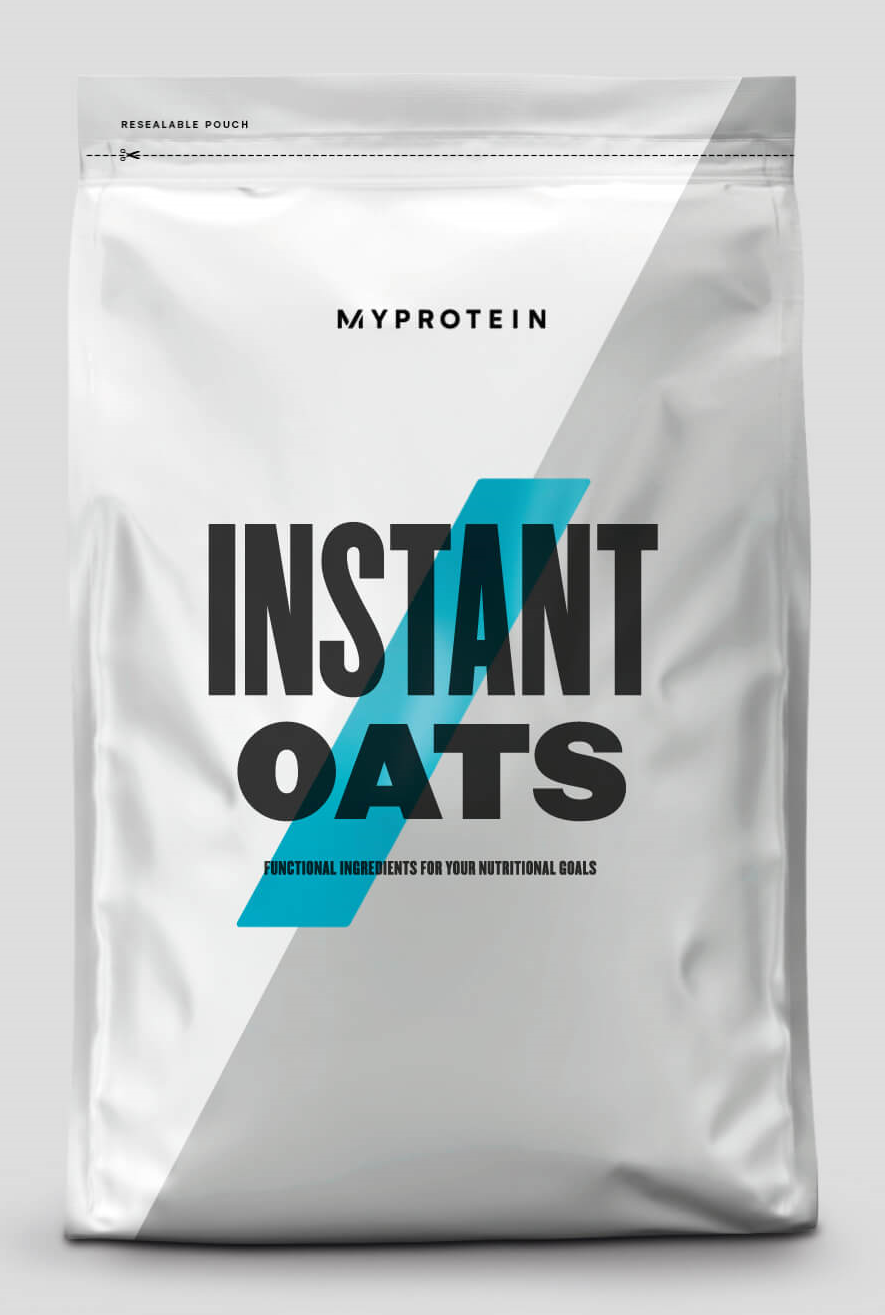 RESEALABLE POUCH
MYPROTEIN
INSTANT
OATS
FUNCTIONAL INGREDIENTS FOR YOUR NUTRITIONAL GOALS